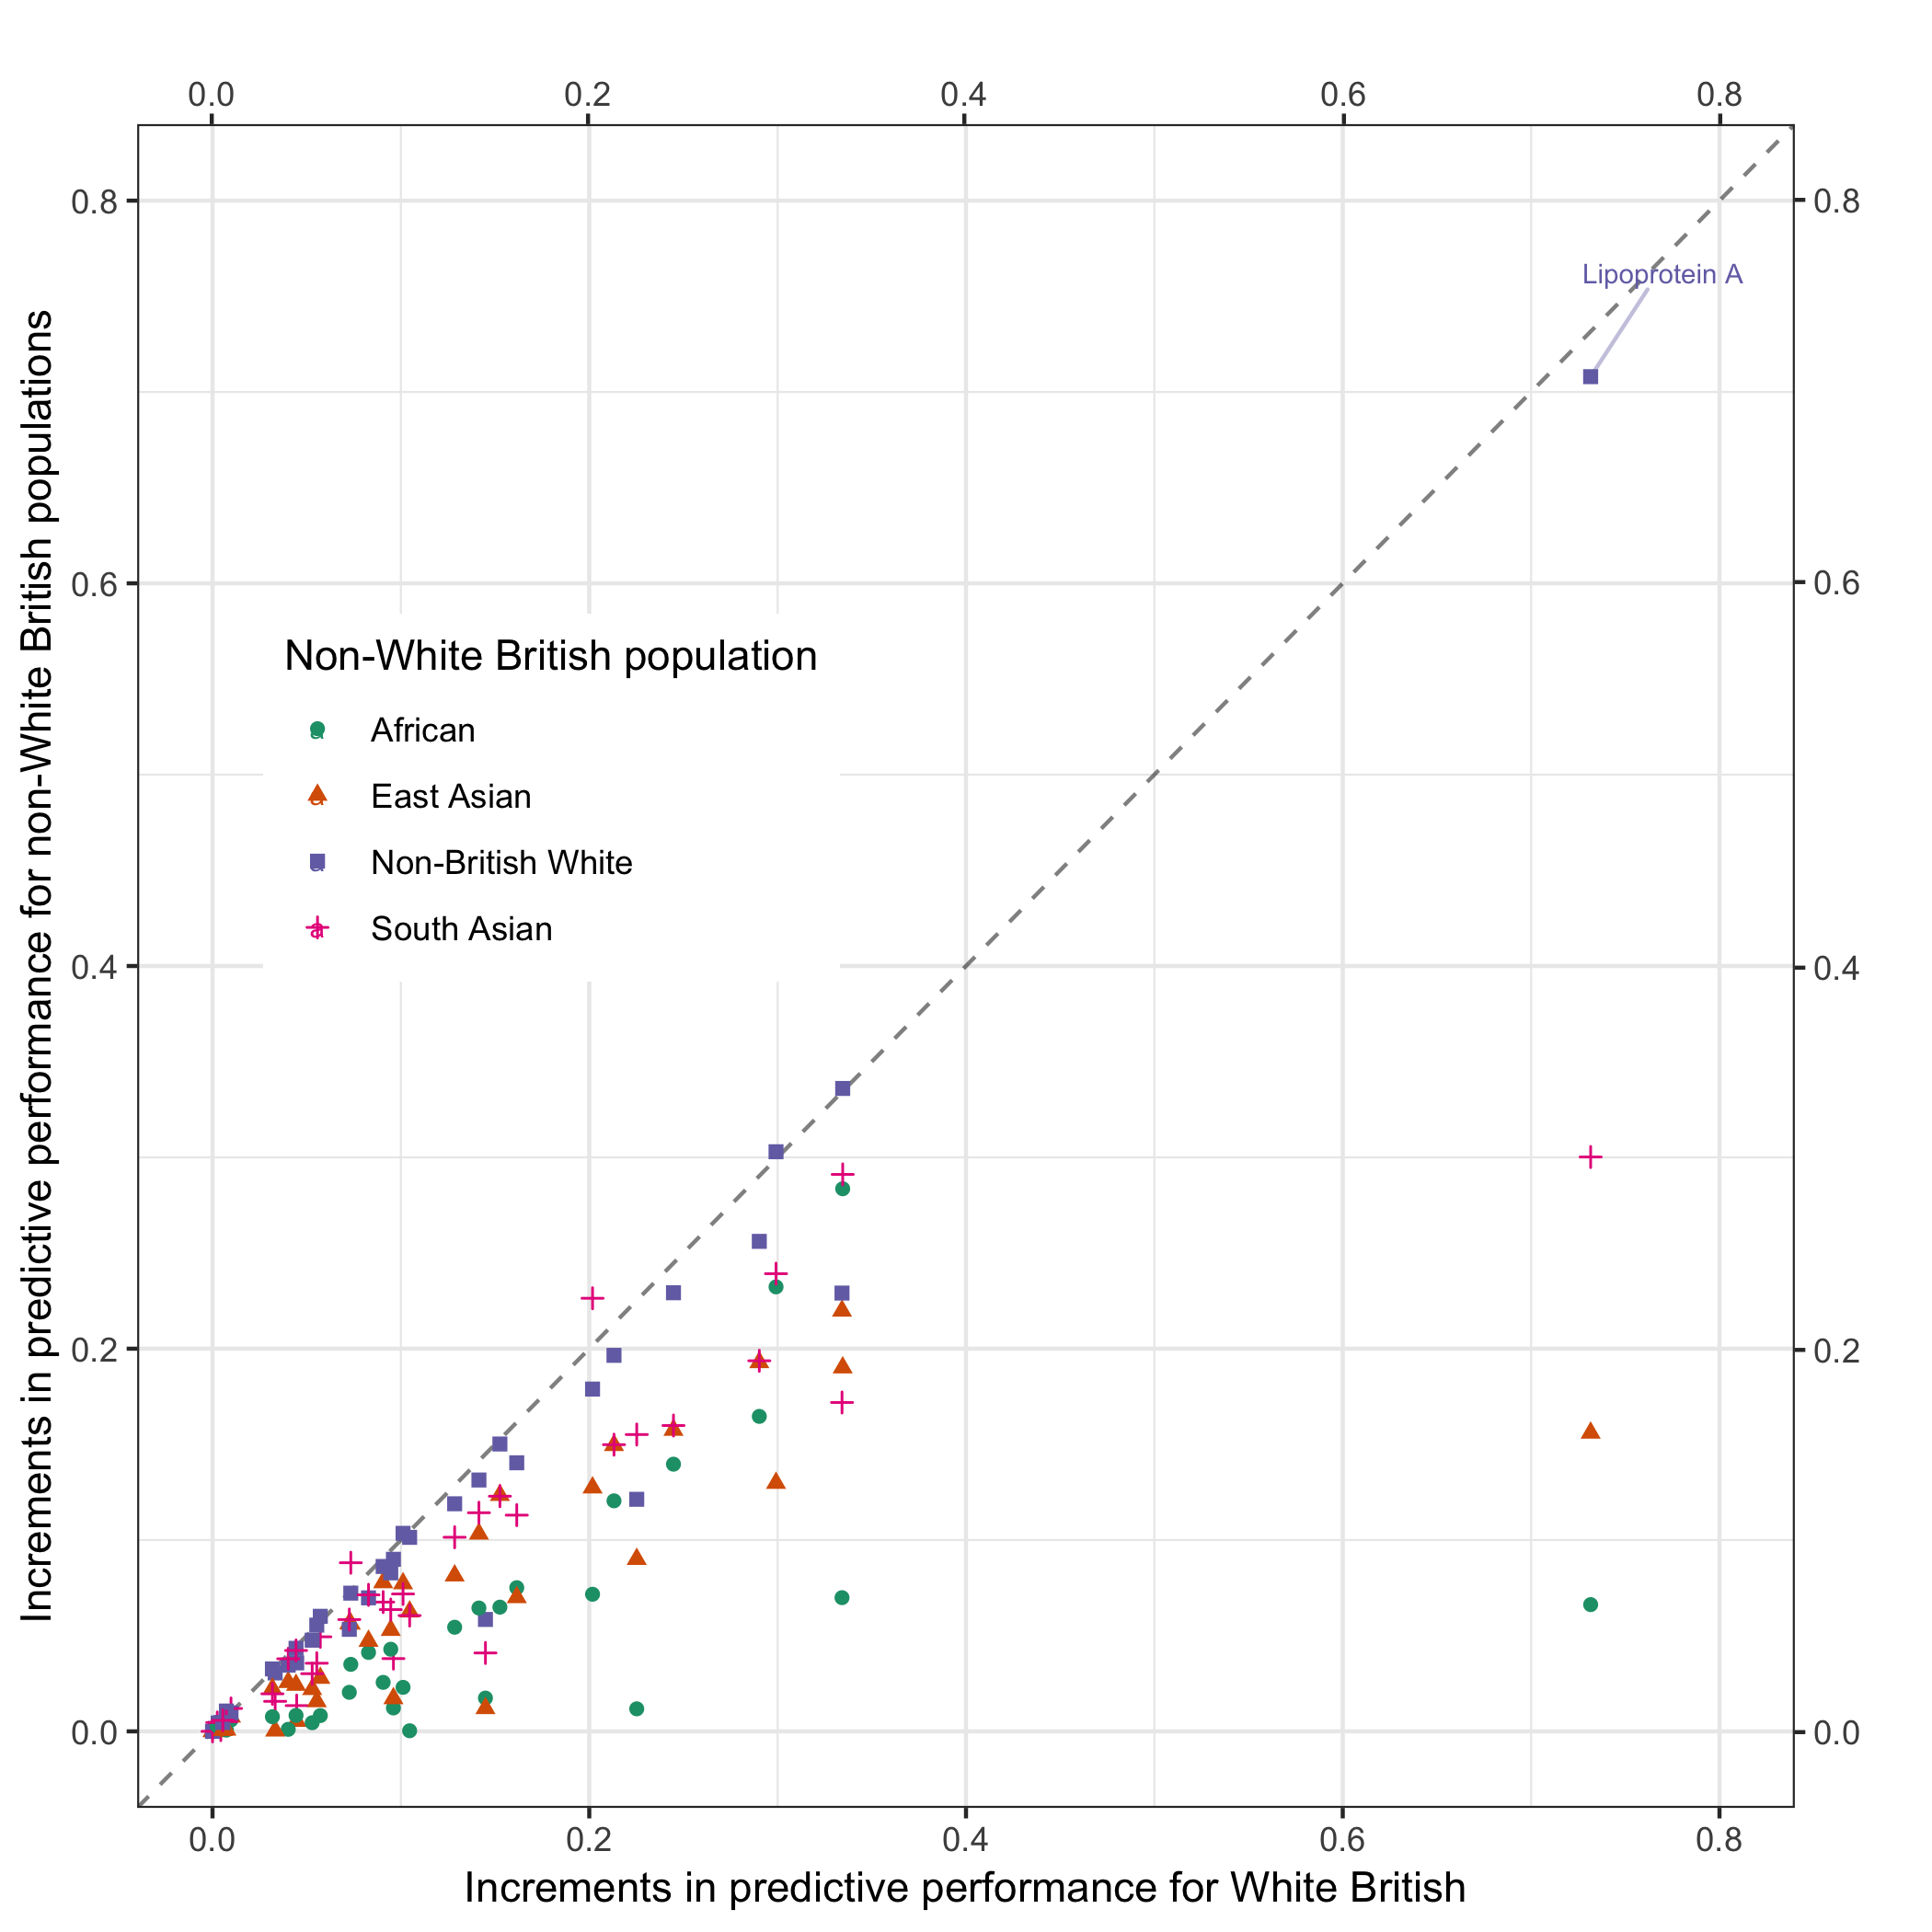 0.0 0.2 0.4 0.6 0.8
Increments in predictive performance for non-White British populations
0.8 0.8
Lipoprotein A
0.6 0.6
Non-White British population
a African
a East Asian
a Non-British White
a South Asian
0.4 0.4
0.2 0.2
0.0 0.0
0.0 0.2 0.4 0.6 0.8
Increments in predictive performance for White British